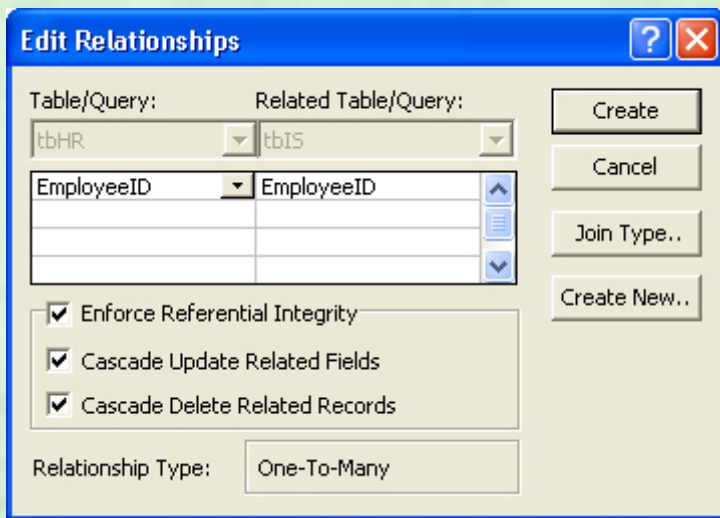 Edit Relationships
Table/Query: Related Table/Query:
Create
tbHR tbIS
Cancel
EmployeeID EmployeeID
Join Type..
Create New..
Enforce Referential Integrity
Cascade Update Related Fields
Cascade Delete Related Records
Relationship Type: One-To-Many